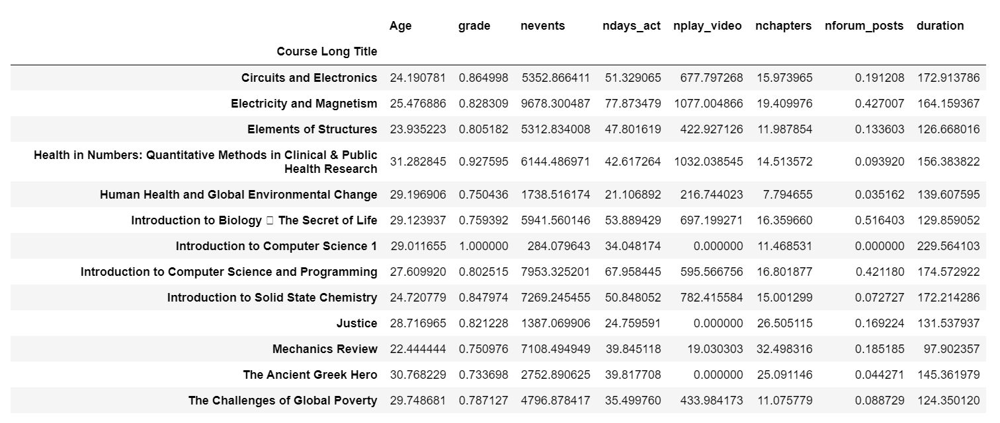 Age grade nevents ndays_act nplay_video nchapters nforum_posts duration
Course Long Title
Circuits and Electronics 24.190781 0.864998 5352.866411 51.329065 677.797268 15.973965 0.191208 172.913786
Electricity and Magnetism 25.476886 0.828309 9678.300487 77.873479 1077.004866 19.409976 0.427007 164.159367
Elements of Structures 23.935223 0.805182 5312.834008 47.801619 422.927126 11.987854 0.133603 126.668016
Health in Numbers: Quantitative Methods in Clinical & Public
Health Research 31.282845 0.927595 6144.486971 42.617264 1032.038545 14.513572 0.093920 156.383822
Human Health and Global Environmental Change 29.196906 0.750436 1738.516174 21.106892 216.744023 7.794655 0.035162 139.607595
Introduction to Biology □ The Secret of Life 29.123937 0.759392 5941.560146 53.889429 697.199271 16.359660 0.516403 129.859052
Introduction to Computer Science 1 29.011655 1.000000 284.079643 34.048174 0.000000 11.468531 0.000000 229.564103
Introduction to Computer Science and Programming 27.609920 0.802515 7953.325201 67.958445 595.566756 16.801877 0.421180 174.572922
Introduction to Solid State Chemistry 24.720779 0.847974 7269.245455 50.848052 782.415584 15.001299 0.072727 172.214286
Justice 28.716965 0.821228 1387.069906 24.759591 0.000000 26.505115 0.169224 131.537937
Mechanics Review 22.444444 0.750976 7108.494949 39.845118 19.030303 32.498316 0.185185 97.902357
The Ancient Greek Hero 30.768229 0.733698 2752.890625 39.817708 0.000000 25.091146 0.044271 145.361979
The Challenges of Global Poverty 29.748681 0.787127 4796.878417 35.499760 433.984173 11.075779 0.088729 124.350120